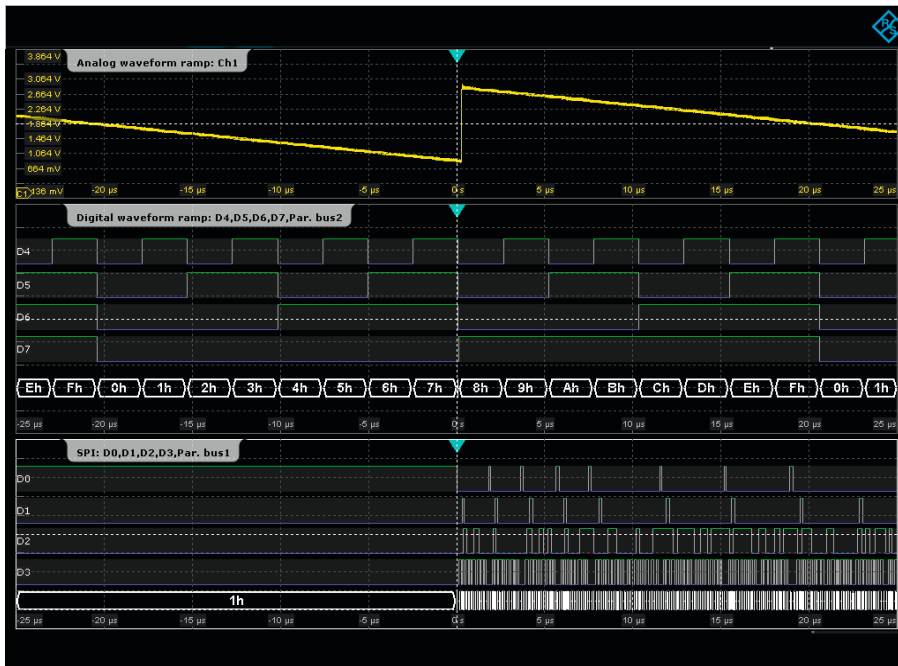 R S
3.864 V
Analog waveform ramp: Ch1
3.064 V
2.664 V
2.264 V
1.864 V
1.464 V
1.064 V
664 mV
C1 136 mV -20 µs -15 µs -10 µs -5 µs 0 s 5 µs 10 µs 15 µs 20 µs 25 µs
Digital waveform ramp: D4,D5,D6,D7,Par. bus2
D4
D5
D6
D7
Eh Fh 0h 1h 2h 3h 4h 5h 6h 7h 8h 9h Ah Bh Ch Dh Eh Fh 0h 1h
-25 µs -20 µs -15 µs -10 µs -5 µs 0 s 5 µs 10 µs 15 µs 20 µs 25 µs
SPI: D0,D1,D2,D3,Par. bus1
D0
D1
D2
D3
1h
-25 µs -20 µs -15 µs -10 µs -5 µs 0 s 5 µs 10 µs 15 µs 20 µs 25 µs